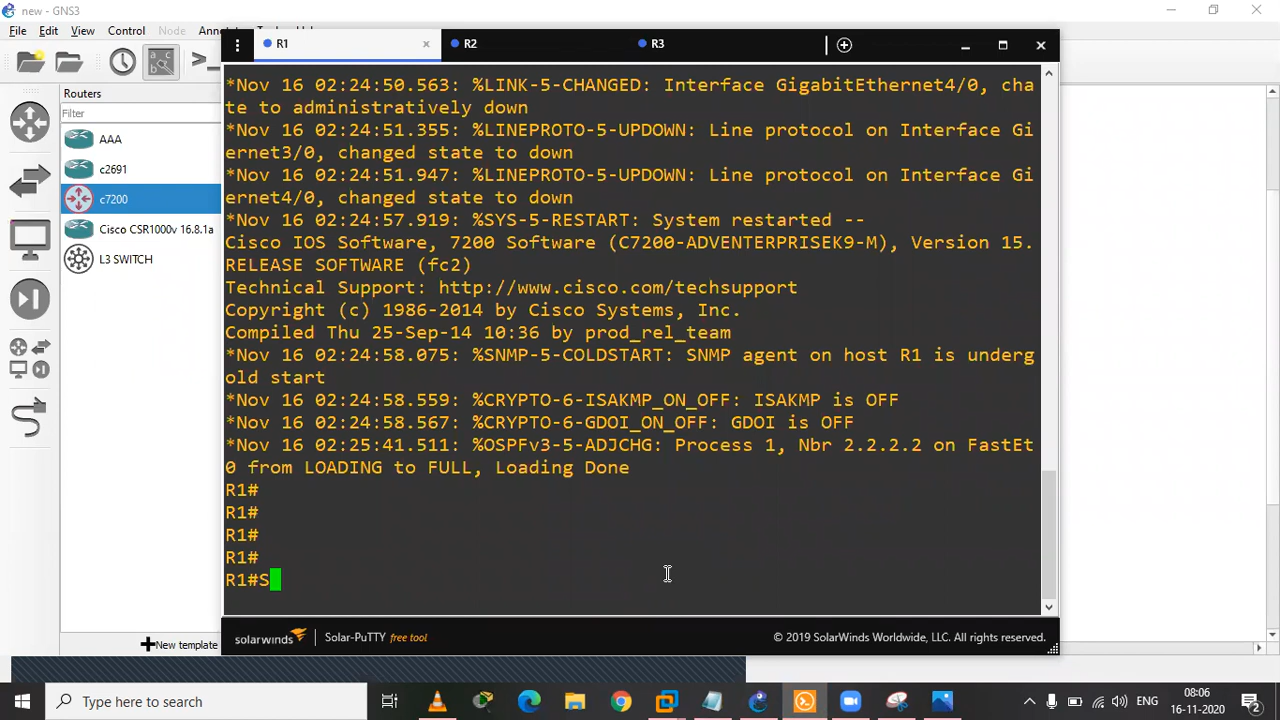 new - GNS3
File Edit View Control Node Anno
Routers
Filter
AAA
c2691
c7200
Cisco CSR1000v 16.8.1a
L3 SWITCH
New template
R1 × R2 R3
*Nov 16 02:24:50.563: %LINK-5-CHANGED: Interface GigabitEthernet4/0, cha
te to administratively down
*Nov 16 02:24:51.355: %LINEPROTO-5-UPDOWN: Line protocol on Interface Gi
ernet3/0, changed state to down
*Nov 16 02:24:51.947: %LINEPROTO-5-UPDOWN: Line protocol on Interface Gi
ernet4/0, changed state to down
*Nov 16 02:24:57.919: %SYS-5-RESTART: System restarted --
Cisco IOS Software, 7200 Software (C7200-ADVENTERPRISEK9-M), Version 15.
RELEASE SOFTWARE (fc2)
Technical Support: http://www.cisco.com/techsupport
Copyright (c) 1986-2014 by Cisco Systems, Inc.
Compiled Thu 25-Sep-14 10:36 by prod_rel_team
*Nov 16 02:24:58.075: %SNMP-5-COLDSTART: SNMP agent on host R1 is underg
old start
*Nov 16 02:24:58.559: %CRYPTO-6-ISAKMP_ON_OFF: ISAKMP is OFF
*Nov 16 02:24:58.567: %CRYPTO-6-GDOI_ON_OFF: GDOI is OFF
*Nov 16 02:25:41.511: %OSPFv3-5-ADJCHG: Process 1, Nbr 2.2.2.2 on FastEt
0 from LOADING to FULL, Loading Done
R1#
R1#
R1#
R1#
R1#S
solarwinds Solar-PuTTY free tool © 2019 SolarWinds Worldwide, LLC. All rights reserved.
Type here to search
ENG
08:06
16-11-2020
2